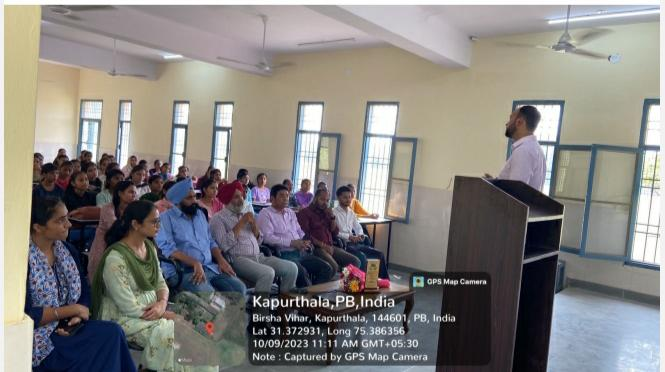 GPS Map Camera
Kapurthala,PB,India
Birsha Vihar, Kapurthala, 144601, PB, India
Lat 31.372931, Long 75.386356
10/09/2023 11:11 AM GMT+05:30
Note : Captured by GPS Map Camera